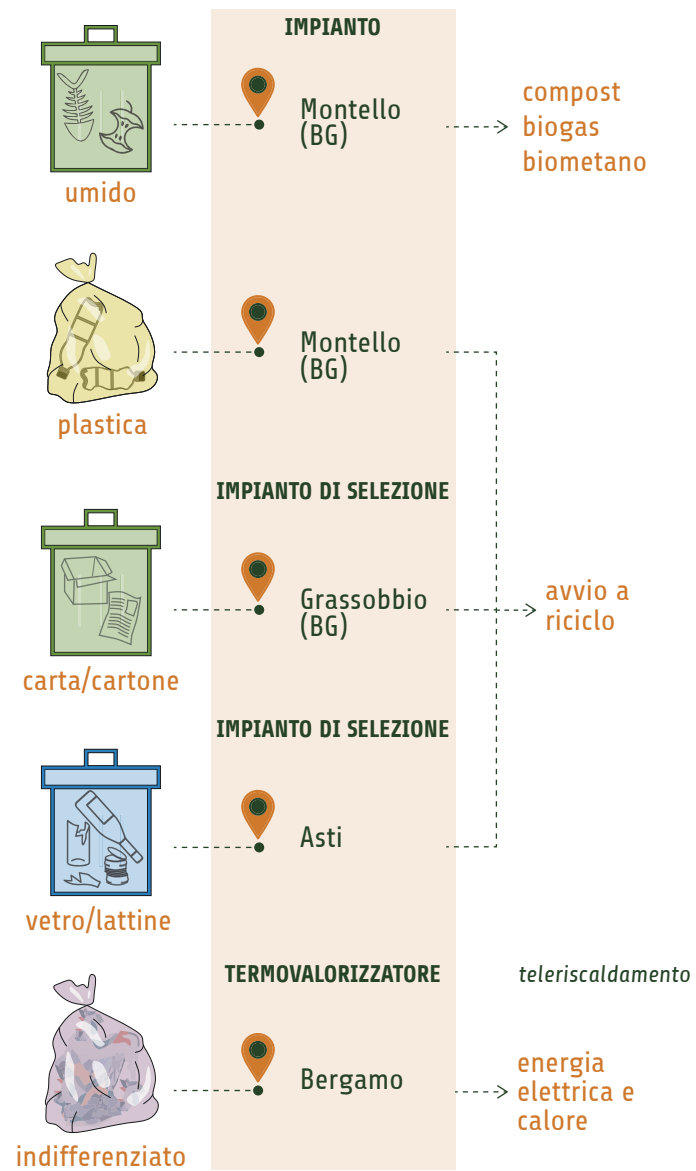 IMPIANTO
umido
Montello
(BG)
compost
biogas
biometano
plastica
Montello
(BG)
IMPIANTO DI SELEZIONE
carta/cartone
Grassobbio
(BG)
avvio a
riciclo
IMPIANTO DI SELEZIONE
vetro/lattine
Asti
TERMOVALORIZZATORE
teleriscaldamento
indifferenziato
Bergamo
energia
elettrica e
calore